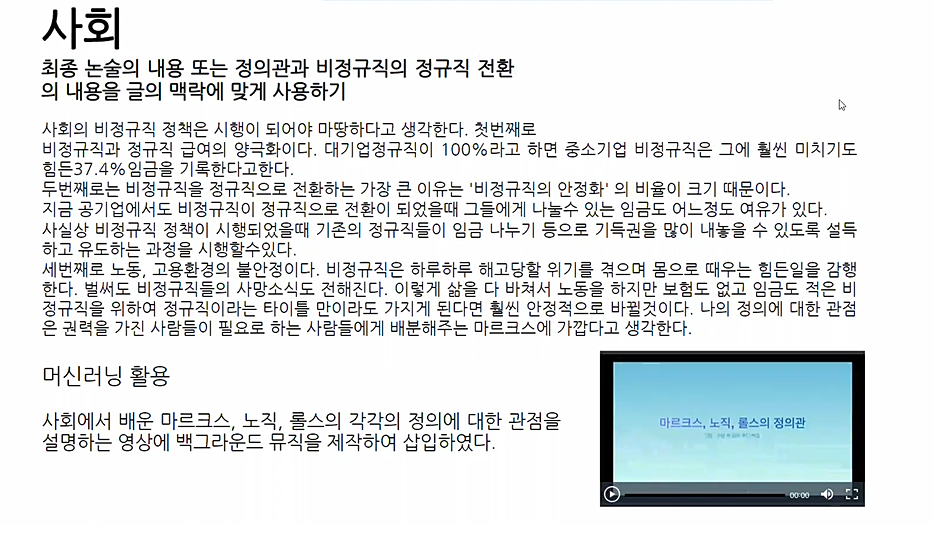 사회
최종 논술의 내용 또는 정의관과 비정규직의 정규직 전환
의 내용을 글의 맥락에 맞게 사용하기
사회의 비정규직 정책은 시행이 되어야 마땅하다고 생각한다. 첫번째로
비정규직과 정규직 급여의 양극화이다. 대기업정규직이 100%라고 하면 중소기업 비정규직은 그에 훨씬 미치기도
힘든37.4%임금을 기록한다고한다.
두번째로는 비정규직을 정규직으로 전환하는 가장 큰 이유는 '비정규직의 안정화' 의 비율이 크기 때문이다.
지금 공기업에서도 비정규직이 정규직으로 전환이 되었을때 그들에게 나눌수 있는 임금도 어느정도 여유가 있다.
사실상 비정규직 정책이 시행되었을때 기존의 정규직들이 임금 나누기 등으로 기득권을 많이 내놓을 수 있도록 설득
하고 유도하는 과정을 시행할수있다.
세번째로 노동, 고용환경의 불안정이다. 비정규직은 하루하루 해고당할 위기를 겪으며 몸으로 때우는 힘든일을 감행
한다. 벌써도 비정규직들의 사망소식도 전해진다. 이렇게 삶을 다 바쳐서 노동을 하지만 보험도 없고 임금도 적은 비
정규직을 위하여 정규직이라는 타이틀 만이라도 가지게 된다면 훨씬 안정적으로 바뀔것이다. 나의 정의에 대한 관점
은 권력을 가진 사람들이 필요로 하는 사람들에게 배분해주는 마르크스에 가깝다고 생각한다.
머신러닝 활용
사회에서 배운 마르크스, 노직, 롤스의 각각의 정의에 대한 관점을
설명하는 영상에 백그라운드 뮤직을 제작하여 삽입하였다.
마르크스, 노직, 롤스의 정의관
00:00